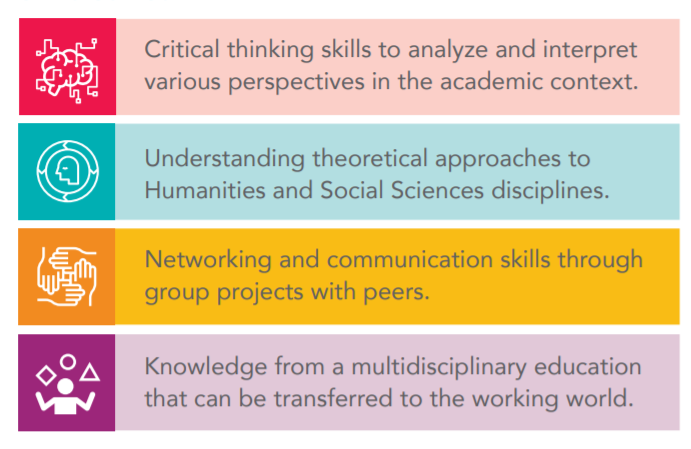 Critical thinking skills to analyze and interpret
various perspectives in the academic context.
Understanding theoretical approaches to
Humanities and Social Sciences disciplines.
Networking and communication skills through
group projects with peers.
Knowledge from a multidisciplinary education
that can be transferred to the working world.